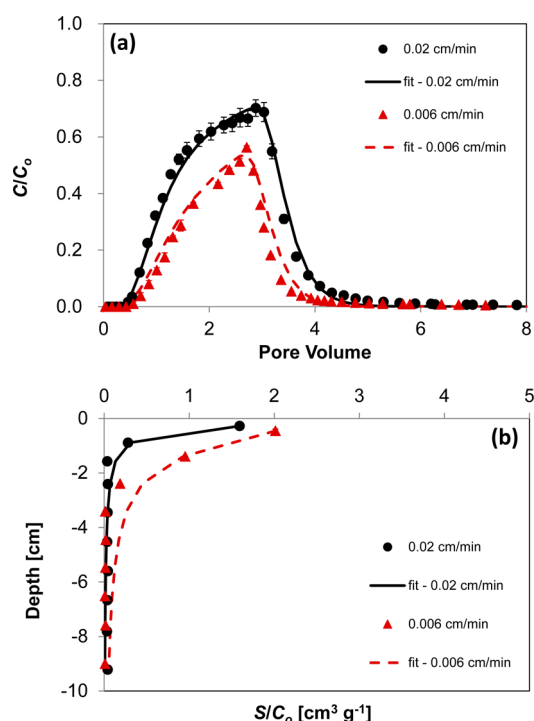 (a)
1.0
0.8
0.6
0.4
0.2
0.0
C/Co
0.02 cm/min
fit - 0.02 cm/min
0.006 cm/min
fit - 0.006 cm/min
0 2 4 6 8
Pore Volume
0 1 2 3 4 5
(b)
0
-2
-4
-6
-8
-10
Depth [cm]
0.02 cm/min
fit - 0.02 cm/min
0.006 cm/min
fit - 0.006 cm/min
S/Co [cm³ g⁻¹]